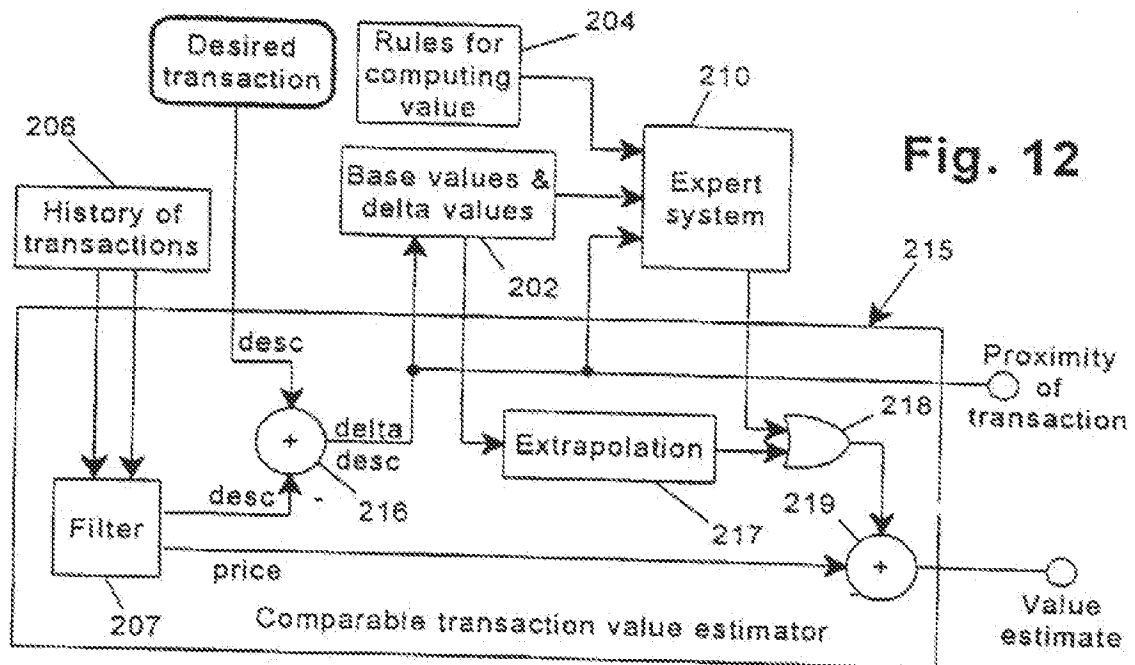 Desired
transaction
Rules for
computing
value
204
210
Fig. 12
206
History of
transactions
Base values &
delta values
Expert
system
202
215
desc
Proximity
of
transaction
218
+
delta
desc
Extrapolation
desc
-
216
217
219
Filter
price
+
-
207
Comparable transaction value estimator
Value
estimate